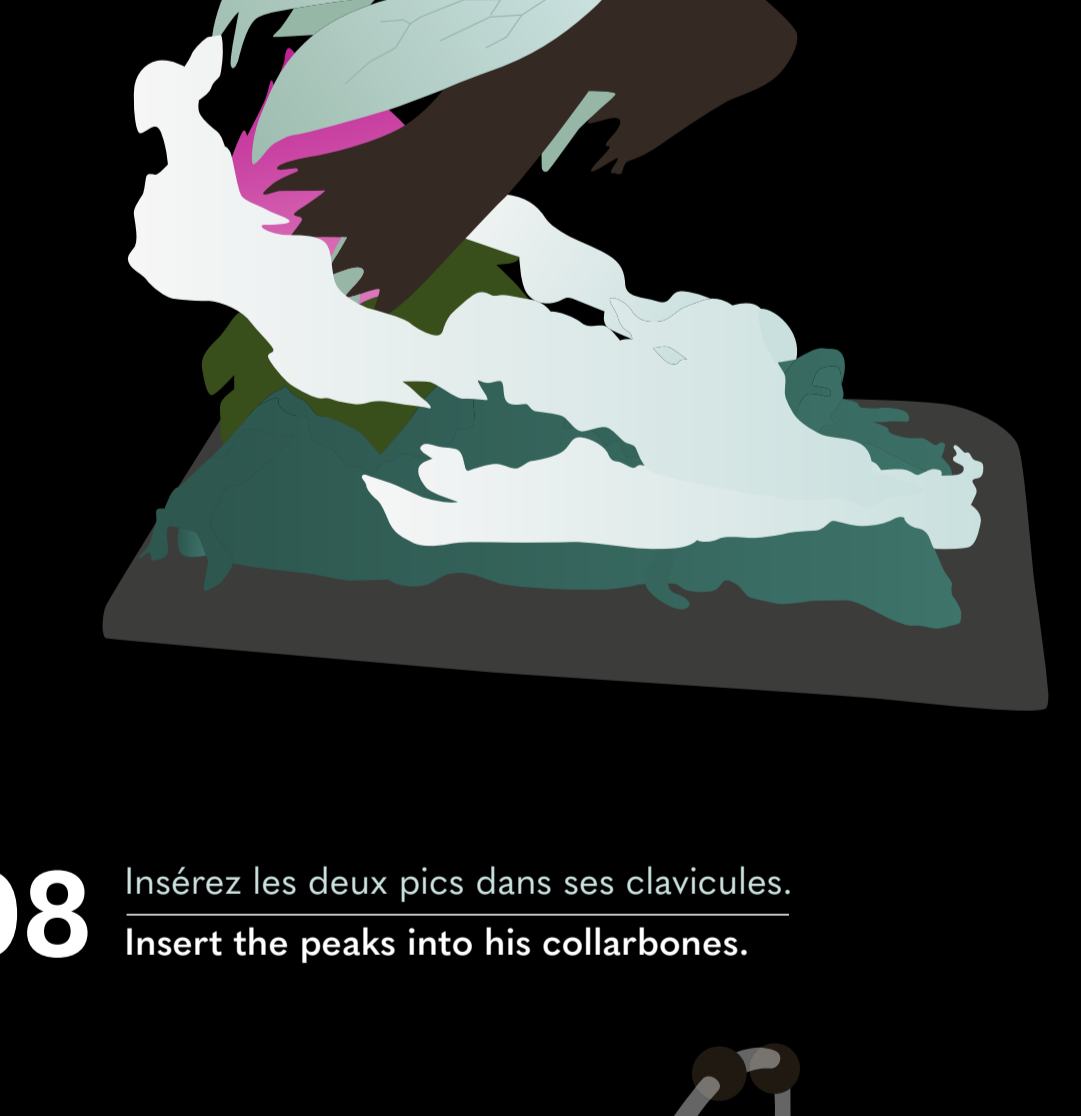 08
Insérez les deux pics dans ses clavicules.
Insert the peaks into his collarbones.